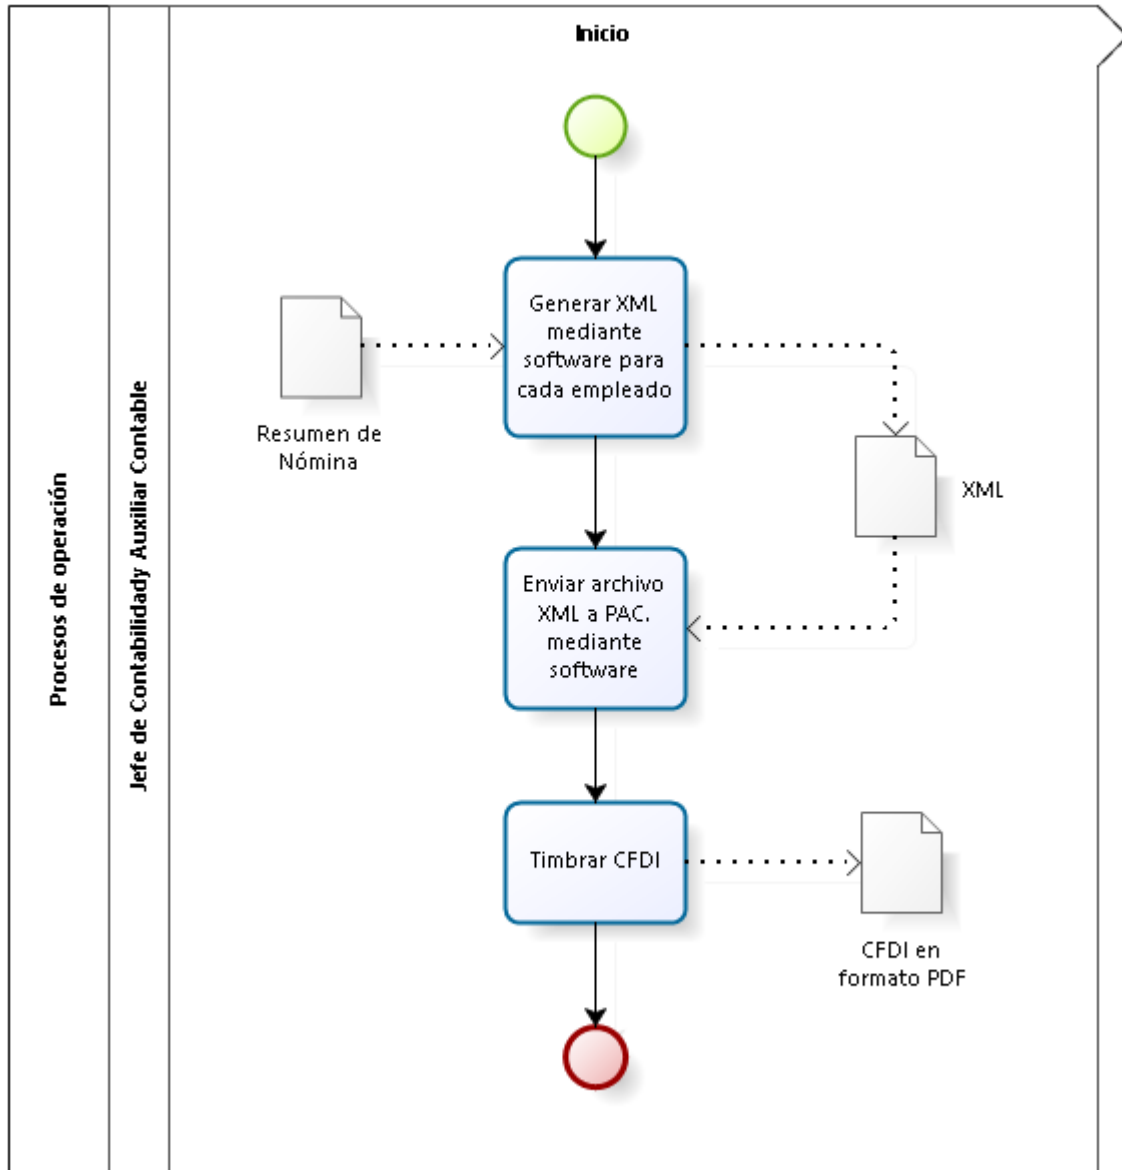 Inicio
Procesos de operación
Jefe de Contabilidady Auxiliar Contable
Generar XML
mediante
software para
cada empleado
Resumen de
Nómina
XML
Enviar archivo
XML a PAC.
mediante
software
Timbrar CFDI
CFDI en
formato PDF